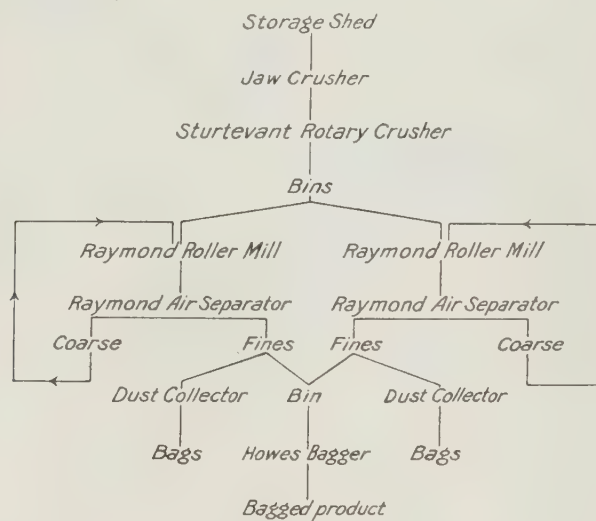 Storage Shed
Jaw Crusher
Sturtevant Rotary Crusher
Bins
Raymond Roller Mill Raymond Roller Mill
Raymond Air Separator Raymond Air Separator
Coarse Fines Fines Coarse
Dust Collector Bin Dust Collector
Bags Howes Bagger Bags
Bagged product